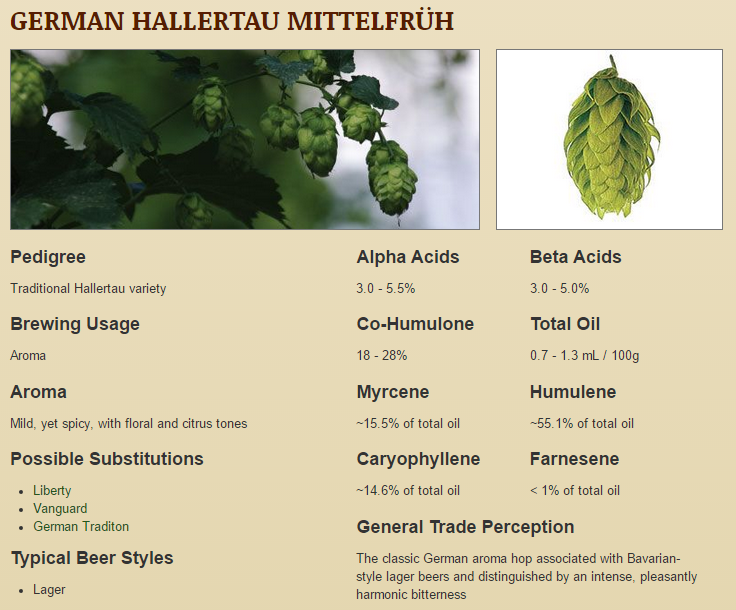 GERMAN HALLERTAU MITTELFRÜH
Pedigree
Traditional Hallertau variety
Brewing Usage
Aroma
Aroma
Mild, yet spicy, with floral and citrus tones
Possible Substitutions
Liberty
Vanguard
German Traditon
Typical Beer Styles
Lager
Alpha Acids
3.0 - 5.5%
Beta Acids
3.0 - 5.0%
Co-Humulone
18 - 28%
Total Oil
0.7 - 1.3 mL / 100g
Myrcene
~15.5% of total oil
Humulene
~55.1% of total oil
Caryophyllene
~14.6% of total oil
Farnesene
< 1% of total oil
General Trade Perception
The classic German aroma hop associated with Bavarian-
style lager beers and distinguished by an intense, pleasantly
harmonic bitterness